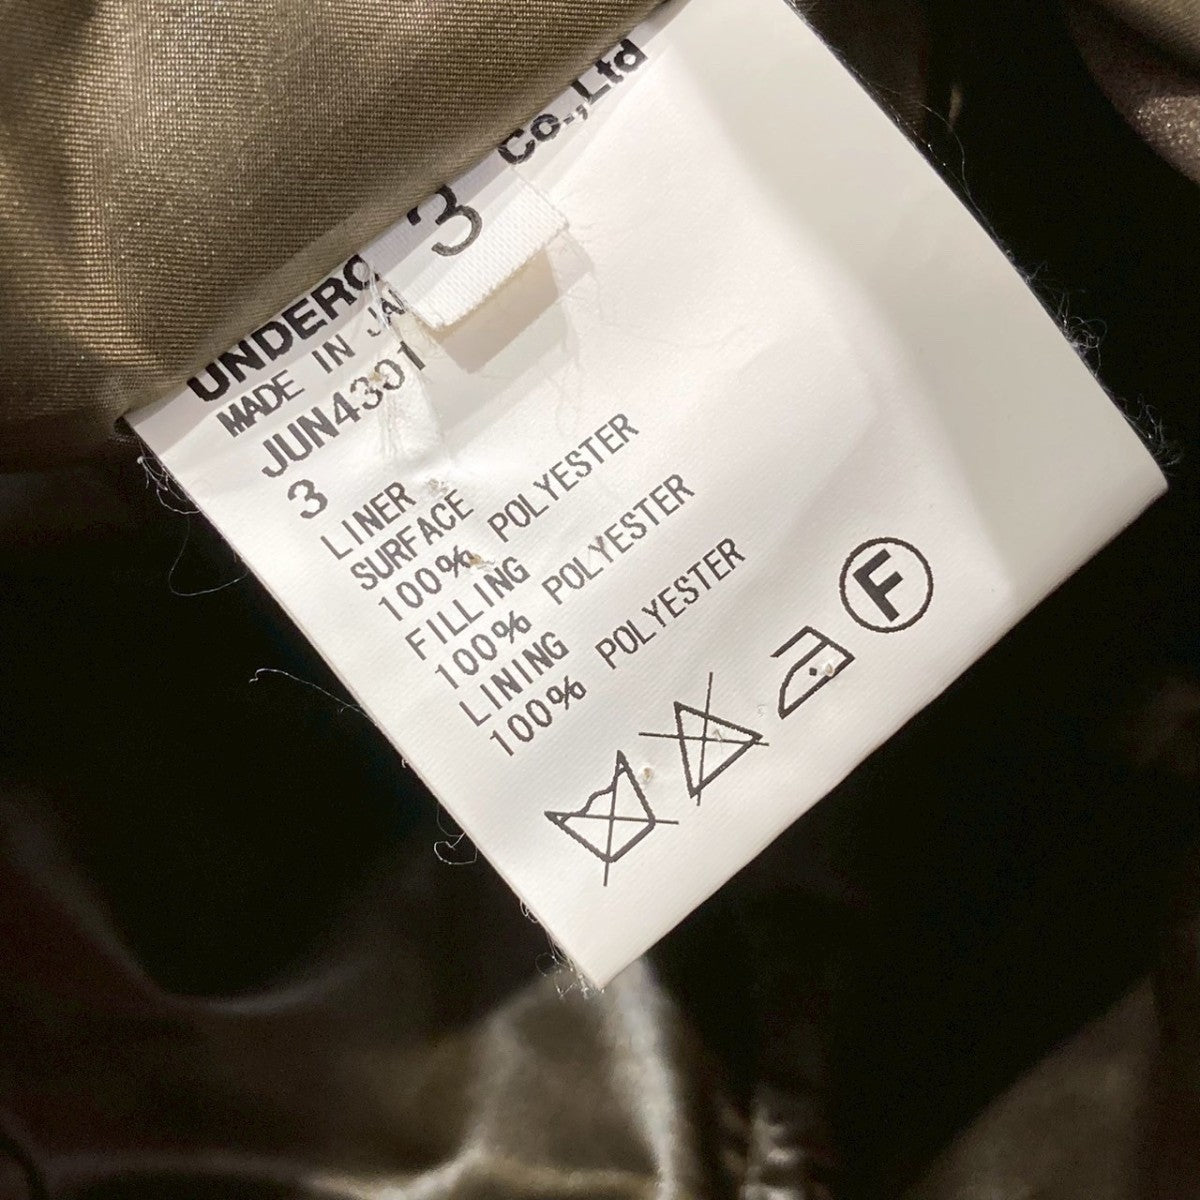 3
UNDERC Co.,Ltd
MADE IN JA
JUN4301
3
LINER
SURFACE
100% POLYESTER
FILLING
100% POLYESTER
LINING
100% POLYESTER
F